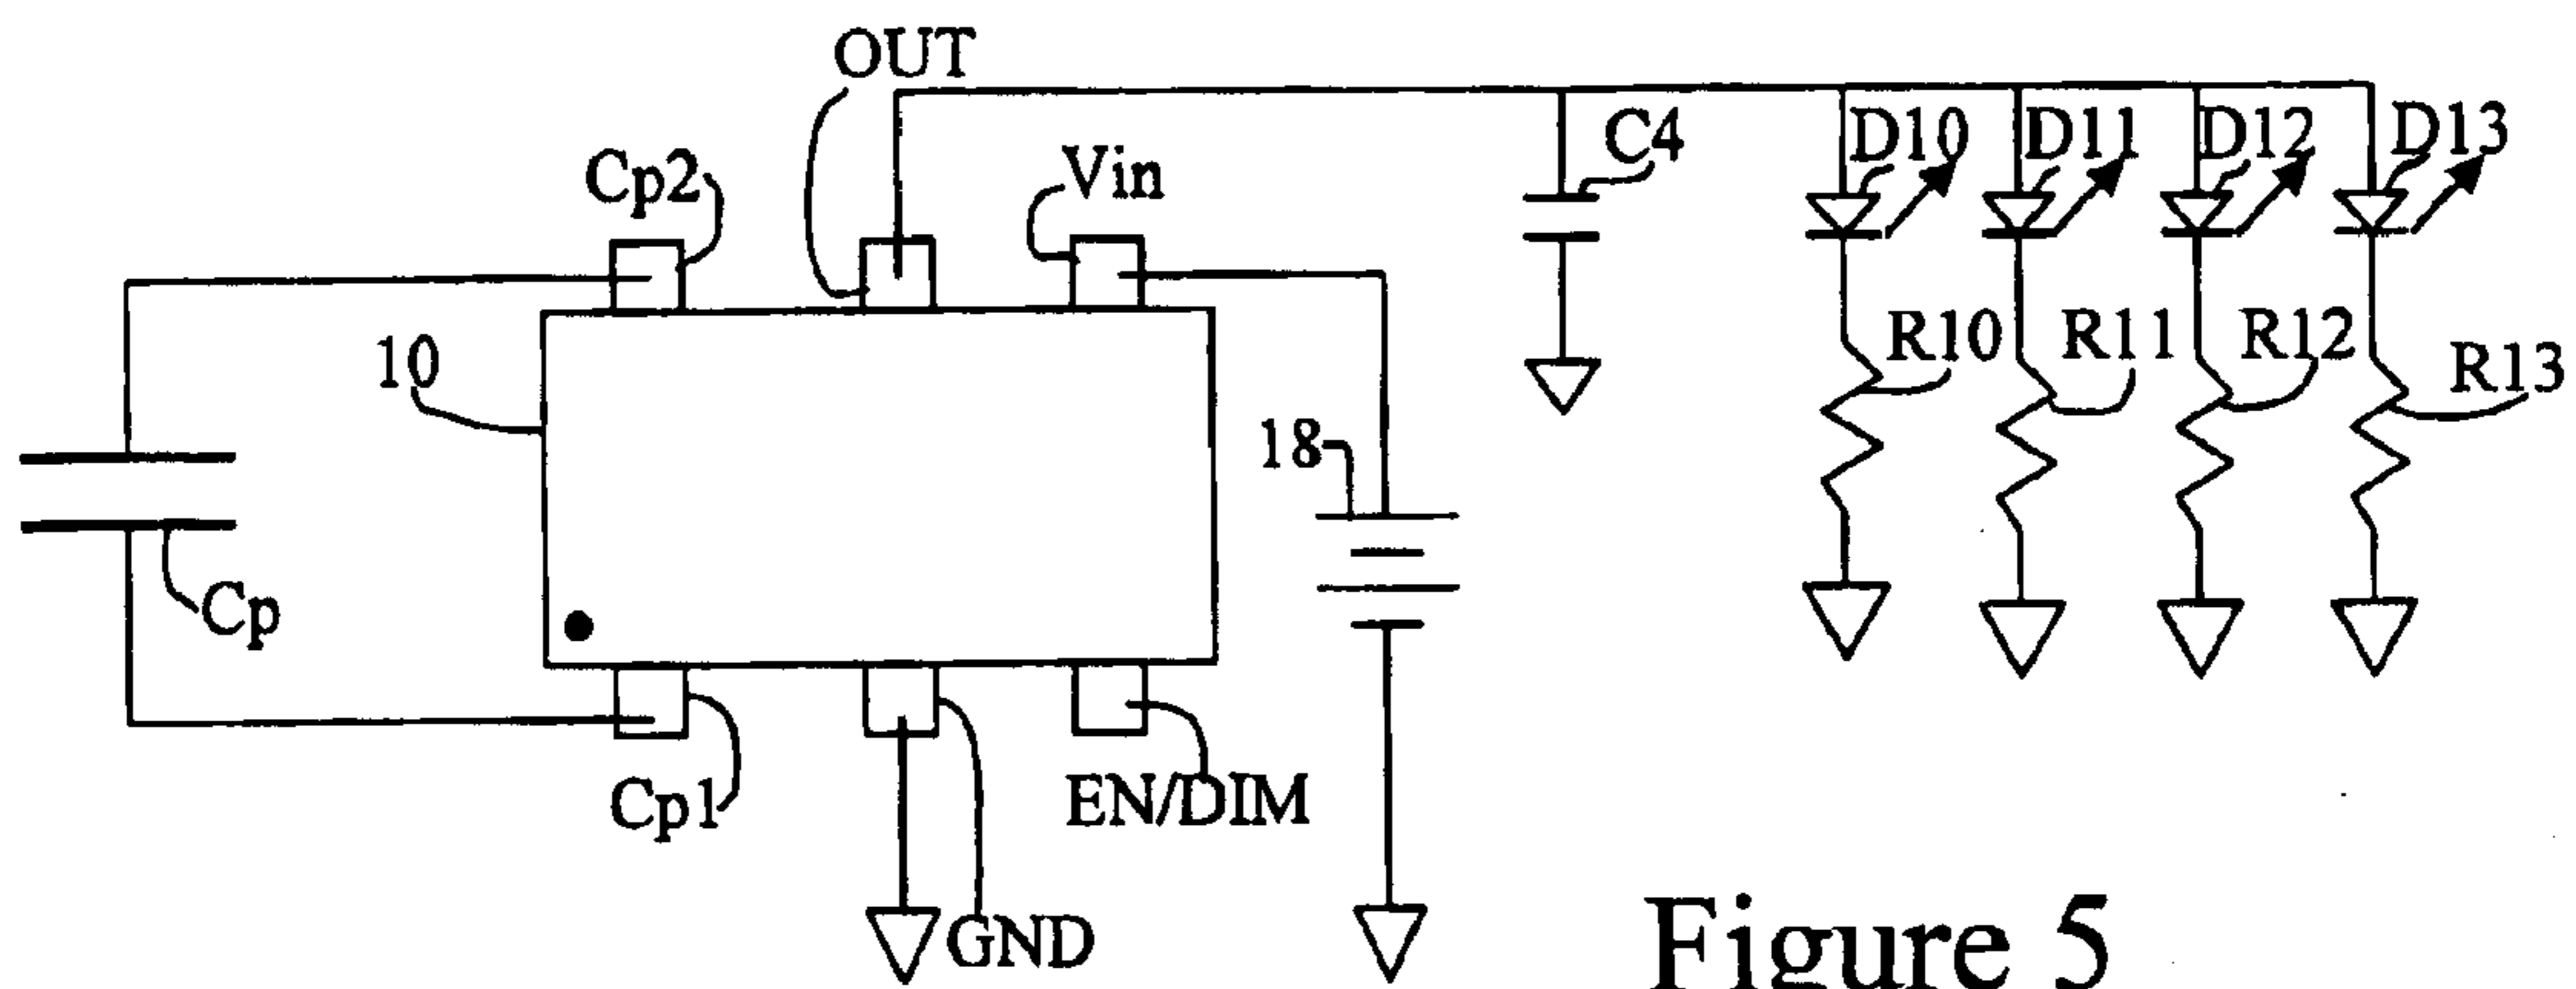 OUT
Cp2
Vin
C4
D10
D11
D12
D13
10
18
R10
R11
R12
R13
Cp
Cp1
EN/DIM
GND
Figure 5